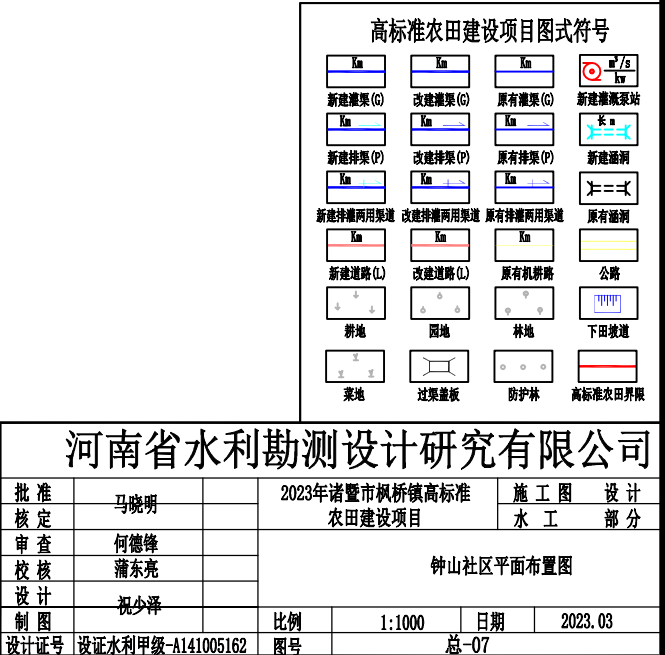 高标准农田建设项目图式符号
Km Km Km m³/s kw
新建灌渠(G) 改建灌渠(G) 原有灌渠(G) 新建灌溉泵站
Km Km Km 长 m
新建排渠(P) 改建排渠(P) 原有排渠(P) 新建涵洞
Km Km Km
新建排灌两用渠道 改建排灌两用渠道 原有排灌两用渠道 原有涵洞
Km Km Km
新建道路(L) 改建道路(L) 原有机耕路 公路
耕地 园地 林地 下田坡道
菜地 过渠盖板 防护林 高标准农田界限
河南省水利勘测设计研究有限公司
批 准 马晓明 2023年诸暨市枫桥镇高标准 施 工 图 设 计
核 定 农田建设项目 水 工 部 分
审 查 何德锋
校 核 蒲东亮 钟山社区平面布置图
设 计 祝少泽
制 图 比例 1:1000 日期 2023.03
设计证号 设证水利甲级-A141005162 图号 总-07